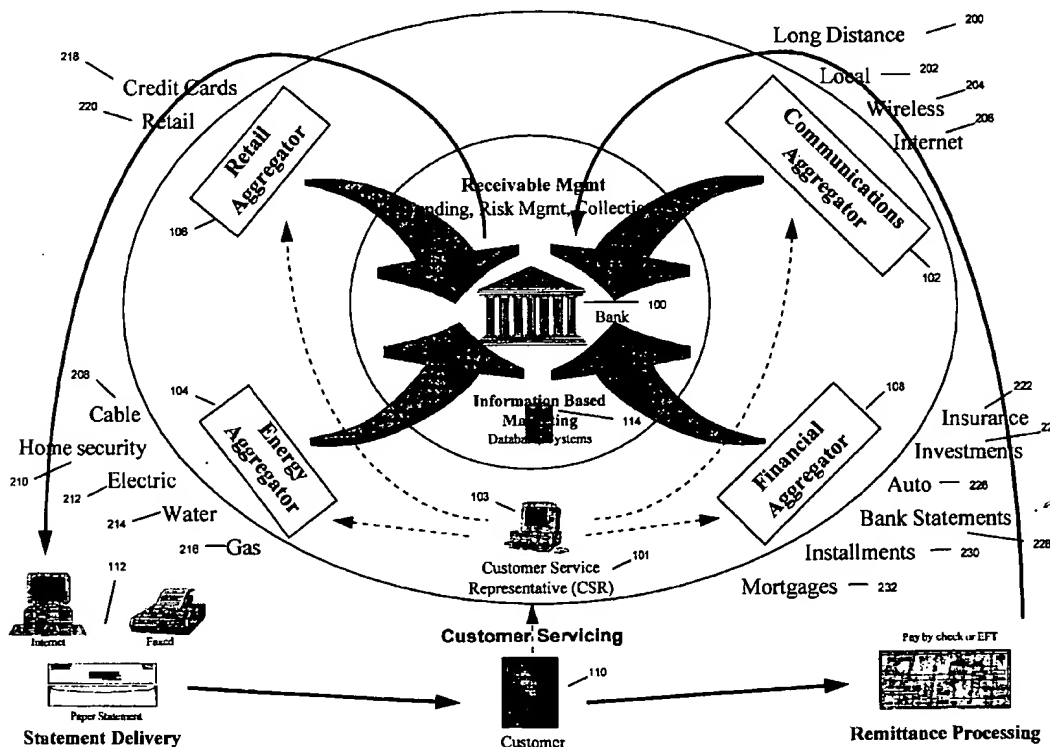 200
Long Distance
218
Credit Cards
Local
202
204
220
Retail
Wireless
206
Internet
Retail
Aggregator
Communications
Aggregator
106
102
Receivable Mgmt
Risk Mgmt,
100
Bank
208
Cable
104
Energy
Aggregator
Home security
210
212
Electric
214
Water
216
Gas
Information Based
114
Database Systems
108
Financial
Aggregator
222
Insurance
Investments
Auto
226
Bank Statements
228
Installments
230
Mortgages
232
103
101
Customer Service
Representative (CSR)
112
Internet
Faxed
Customer Servicing
110
Customer
Paper Statement
Statement Delivery
Pay by check or EFT
Remittance Processing